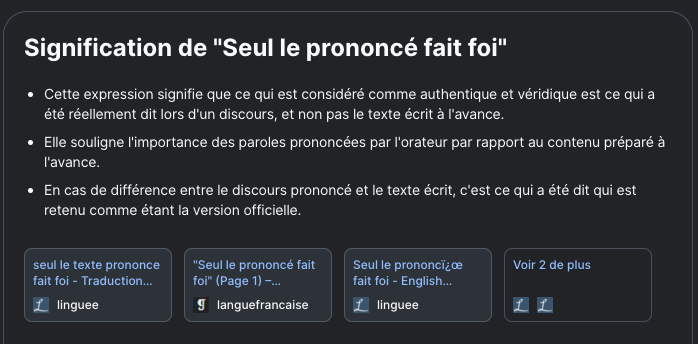 Signification de "Seul le prononcé fait foi"
• Cette expression signifie que ce qui est considéré comme authentique et véridique est ce qui a
été réellement dit lors d'un discours, et non pas le texte écrit à l'avance.
• Elle souligne l'importance des paroles prononcées par l'orateur par rapport au contenu préparé à
l'avance.
• En cas de différence entre le discours prononcé et le texte écrit, c'est ce qui a été dit qui est
retenu comme étant la version officielle.
seul le texte prononce
fait foi - Traduction...
linguee
"Seul le prononcé fait
foi" (Page 1) –...
languefrancaise
Seul le prononcï¿œ
fait foi - English...
linguee
Voir 2 de plus